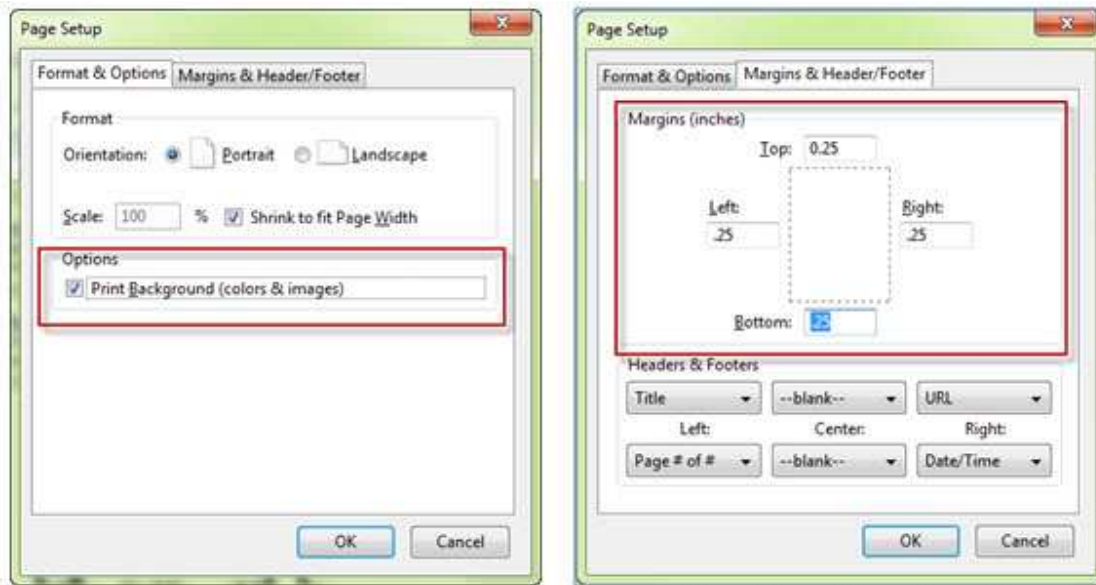 Page Setup
Format & Options Margins & Header/Footer
Format
Orientation: Portrait Landscape
Scale: 100 % Shrink to fit Page Width
Options
Print Background (colors & images)
OK Cancel
Page Setup
Format & Options Margins & Header/Footer
Margins (inches)
Top: 0.25
Left: Right:
.25 .25
Bottom: .25
Headers & Footers
Title --blank-- URL
Left: Center: Right:
Page # of # --blank-- Date/Time
OK Cancel